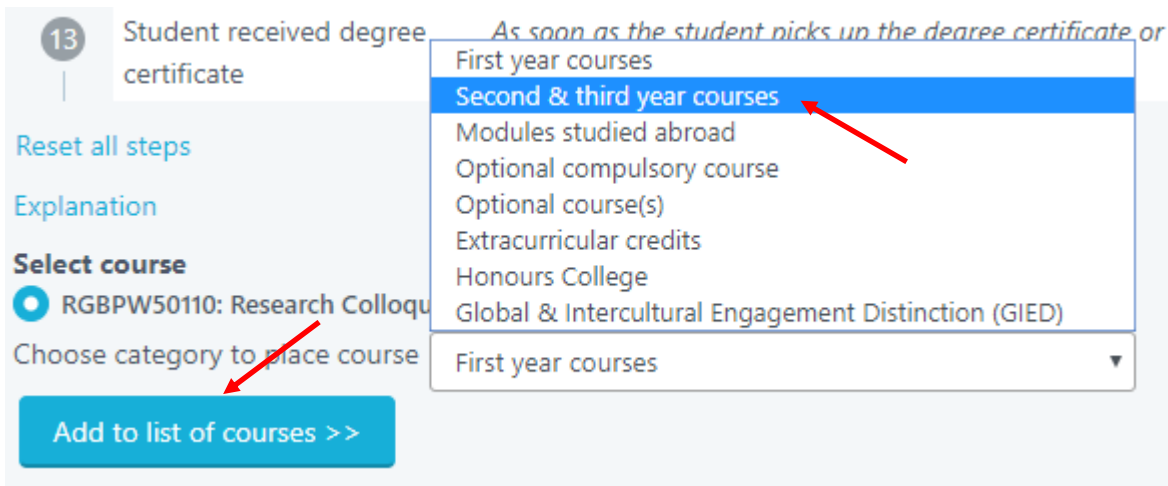 13
Student received degree
certificate
As soon as the student picks up the degree certificate or
First year courses
Second & third year courses
Modules studied abroad
Optional compulsory course
Optional course(s)
Extracurricular credits
Honours College
Global & Intercultural Engagement Distinction (GIED)
Reset all steps
Explanation
Select course
RGBPW50110: Research Colloqu
Choose category to place course
First year courses
Add to list of courses >>